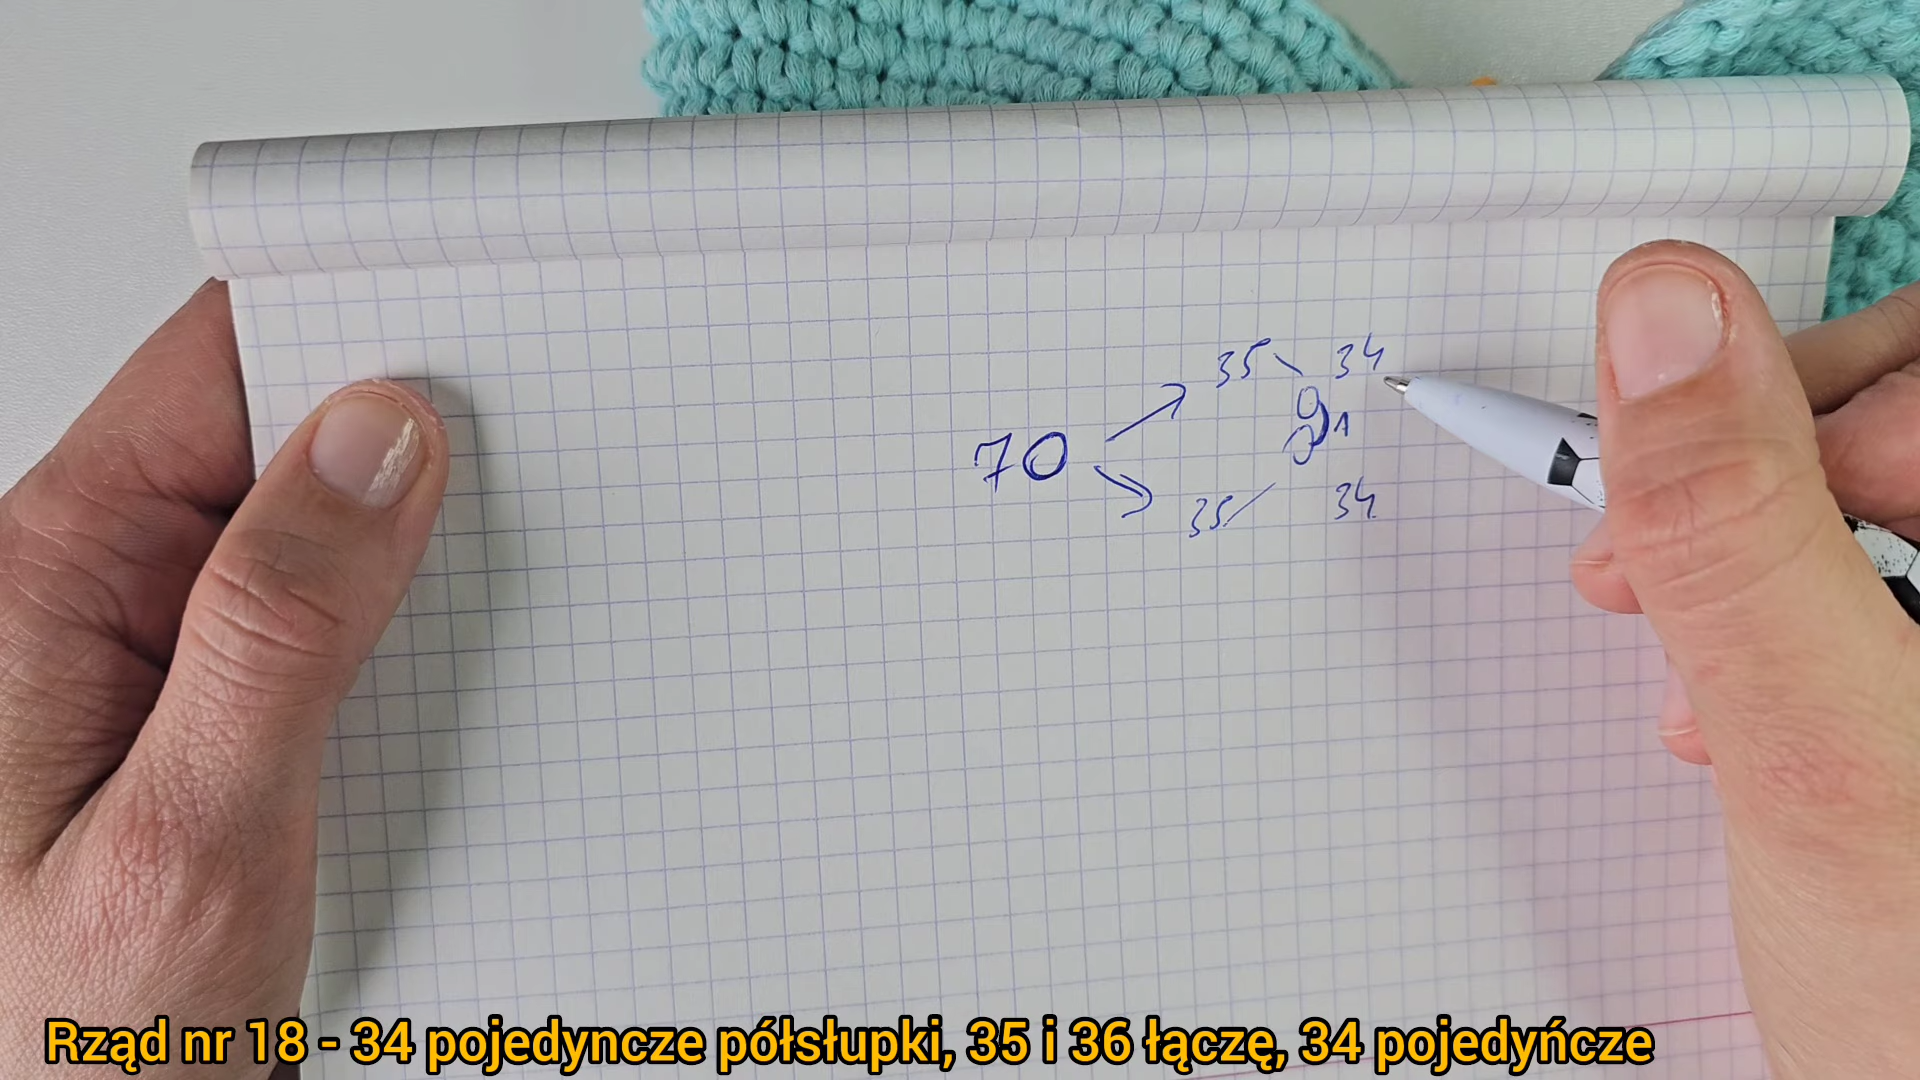 35 \ 34
70 1
35 / 34
Rząd nr 18 - 34 pojedyncze półsłupki, 35 i 36 łączę, 34 pojedyńcze